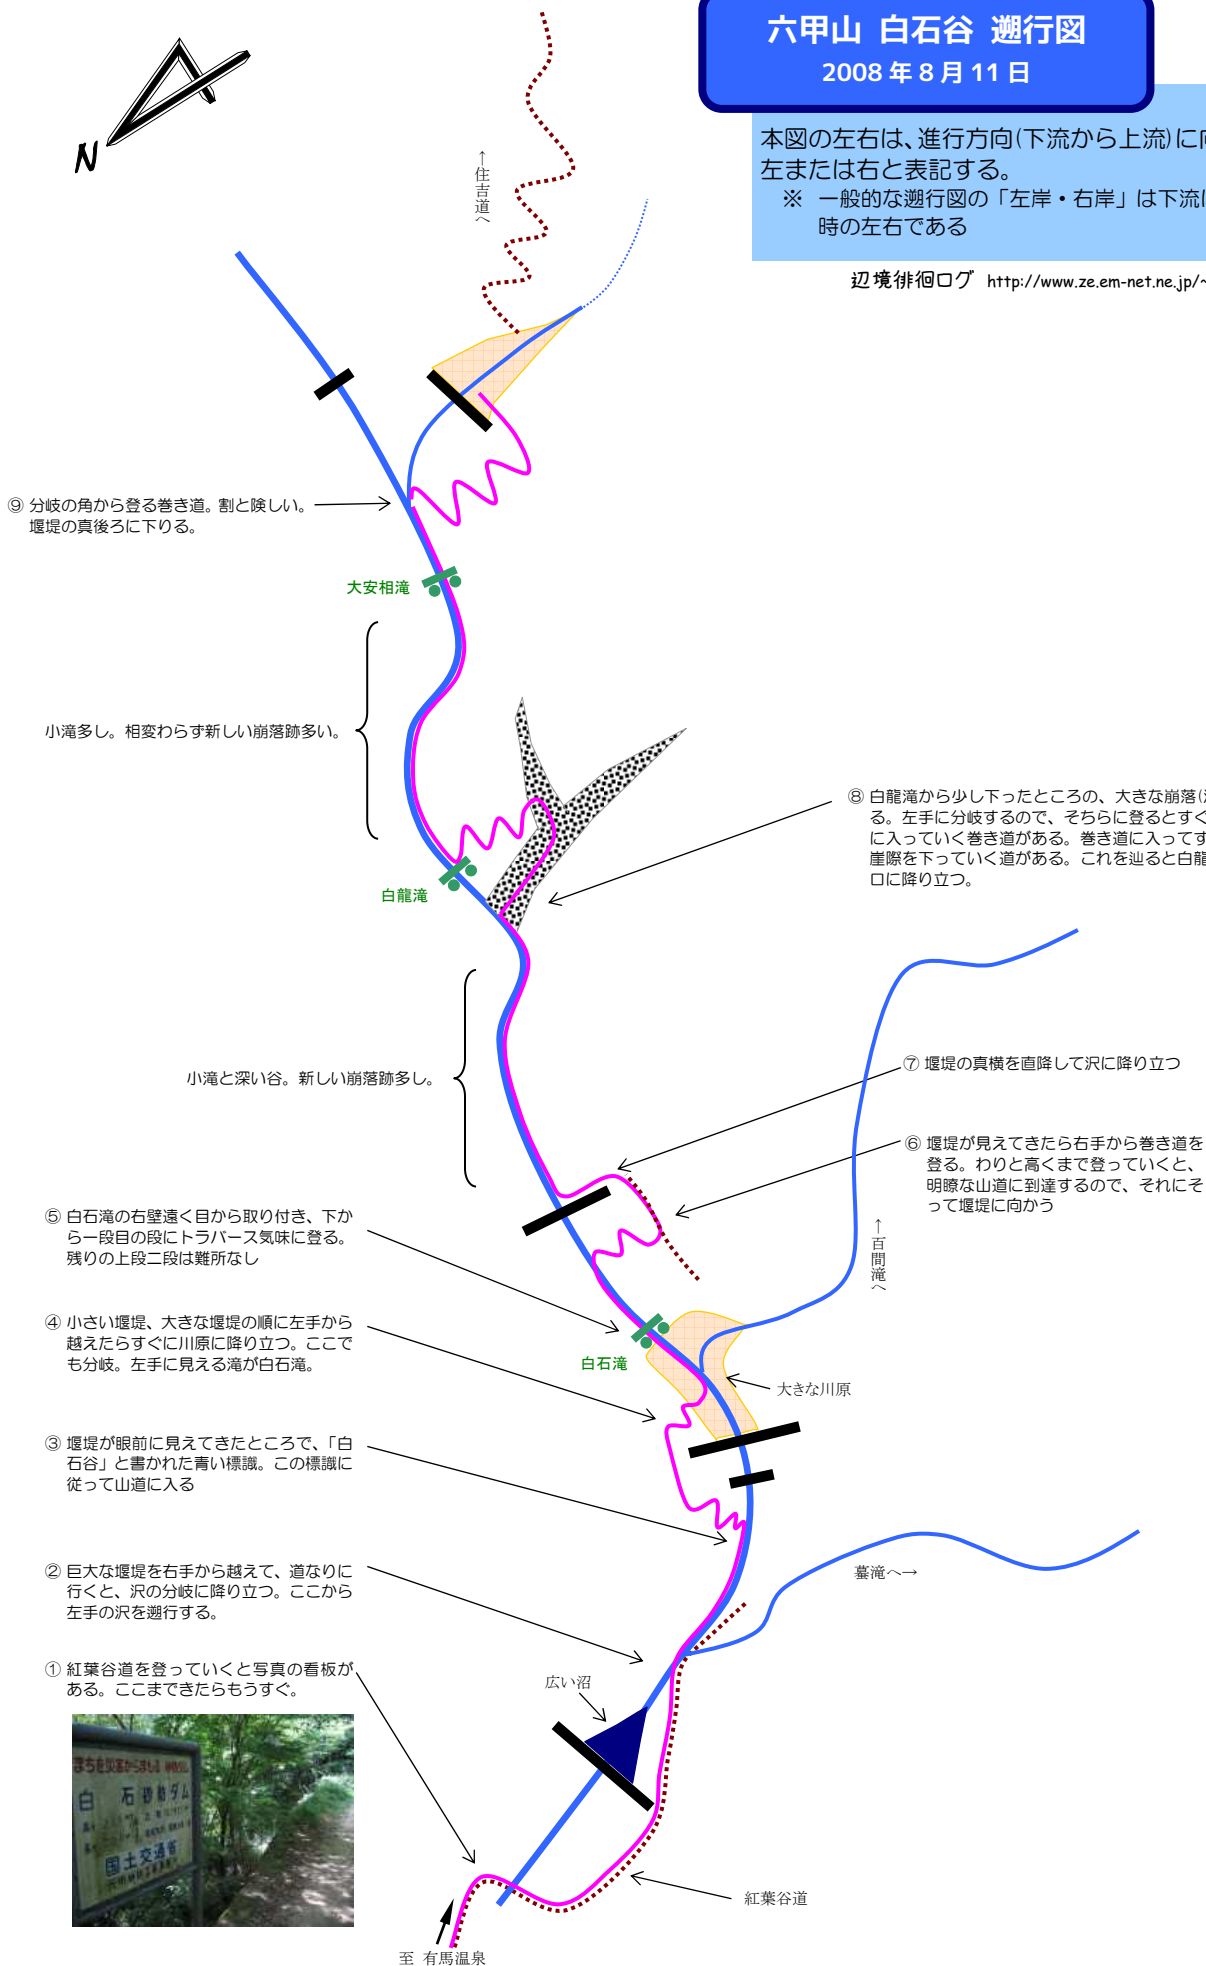 六甲山 白石谷 遡行図
2008年8月11日
本図の左右は、進行方向(下流から上流)に向
左または右と表記する。
※ 一般的な遡行図の「左岸・右岸」は下流に
時の左右である
辺境徘徊ログ http://www.ze.em-net.ne.jp/~
N
↑住吉道へ
⑨ 分岐の角から登る巻き道。割と険しい。
堰堤の真後ろに下りる。
大安相滝
小滝多し。相変わらず新しい崩落跡多い。
⑧ 白龍滝から少し下ったところの、大きな崩落(
る。左手に分岐するので、そちらに登るとすぐ
に入っていく巻き道がある。巻き道に入ってす
崖際を下っていく道がある。これを辿ると白龍
口に降り立つ。
白龍滝
小滝と深い谷。新しい崩落跡多し。
⑦ 堰堤の真横を直降して沢に降り立つ
⑥ 堰堤が見えてきたら右手から巻き道を
登る。わりと高くまで登っていくと、
明瞭な山道に到達するので、それにそ
って堰堤に向かう
↑百間滝へ
⑤ 白石滝の右壁遠く目から取り付き、下か
ら一段目の段にトラバース気味に登る。
残りの上段二段は難所なし
④ 小さい堰堤、大きな堰堤の順に左手から
越えたらすぐに川原に降り立つ。ここで
も分岐。左手に見える滝が白石滝。
白石滝
大きな川原
③ 堰堤が眼前に見えてきたところで、「白
石谷」と書かれた青い標識。この標識に
従って山道に入る
② 巨大な堰堤を右手から越えて、道なりに
行くと、沢の分岐に降り立つ。ここから
左手の沢を遡行する。
蟇滝へ→
① 紅葉谷道を登っていくと写真の看板が
ある。ここまできたらもうすぐ。
広い沼
まちを災害からまもる
白石砂防ダム
国土交通省
紅葉谷道
至 有馬温泉